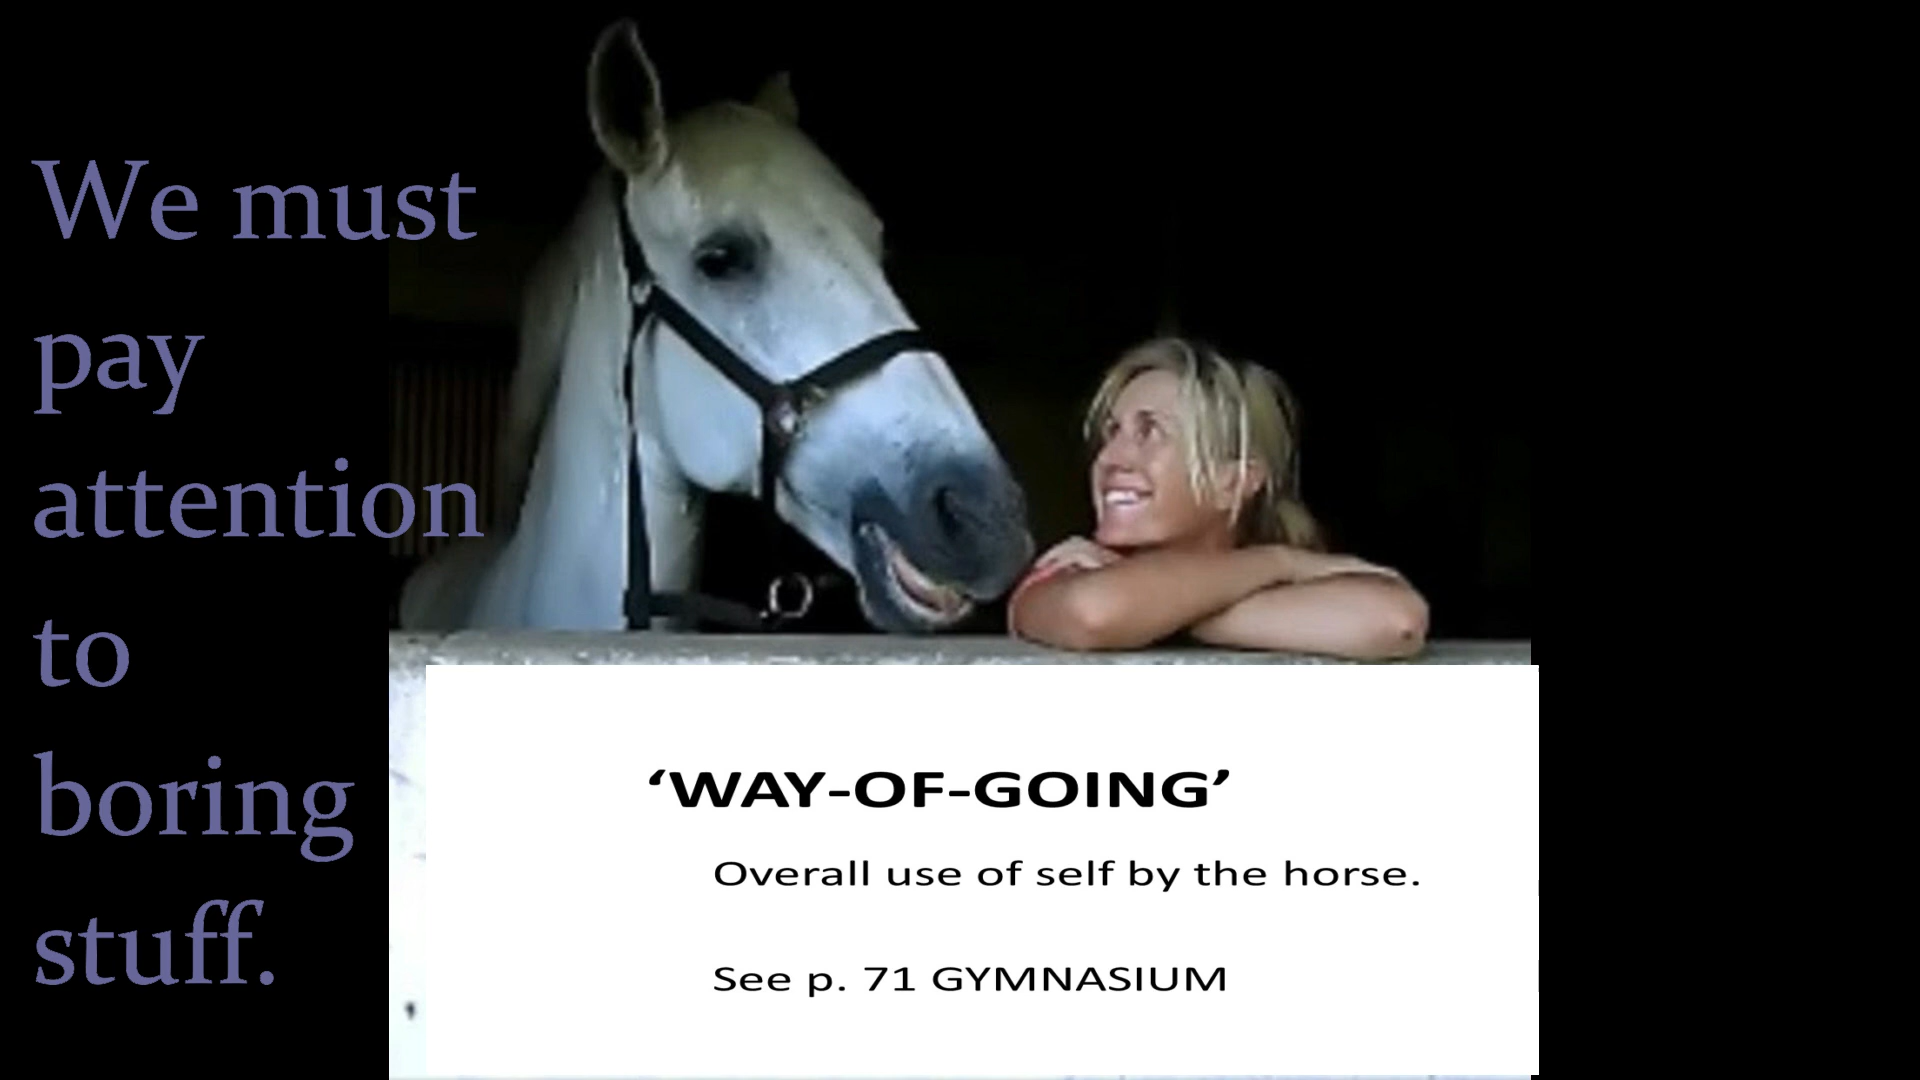 We must
pay
attention
to
boring
stuff.
‘WAY-OF-GOING’
Overall use of self by the horse.
See p. 71 GYMNASIUM